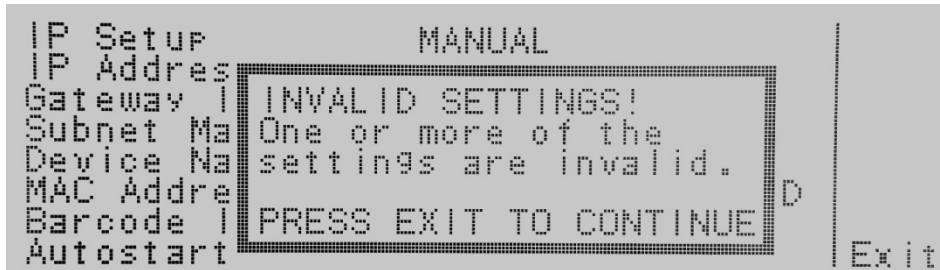 IP Setup MANUAL
IP Addres
Gateway I INVALID SETTINGS!
Subnet Ma One or more of the
Device Na settings are invalid.
MAC Addre D
Barcode I PRESS EXIT TO CONTINUE
Autostart Exit